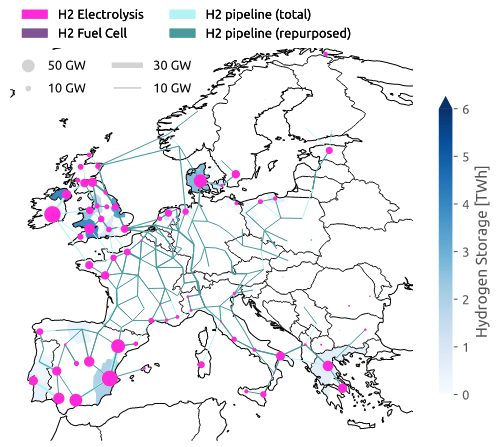 H2 Electrolysis
H2 Fuel Cell
H2 pipeline (total)
H2 pipeline (repurposed)
50 GW
10 GW
30 GW
10 GW
6
5
4
3
2
1
0
Hydrogen Storage [TWh]